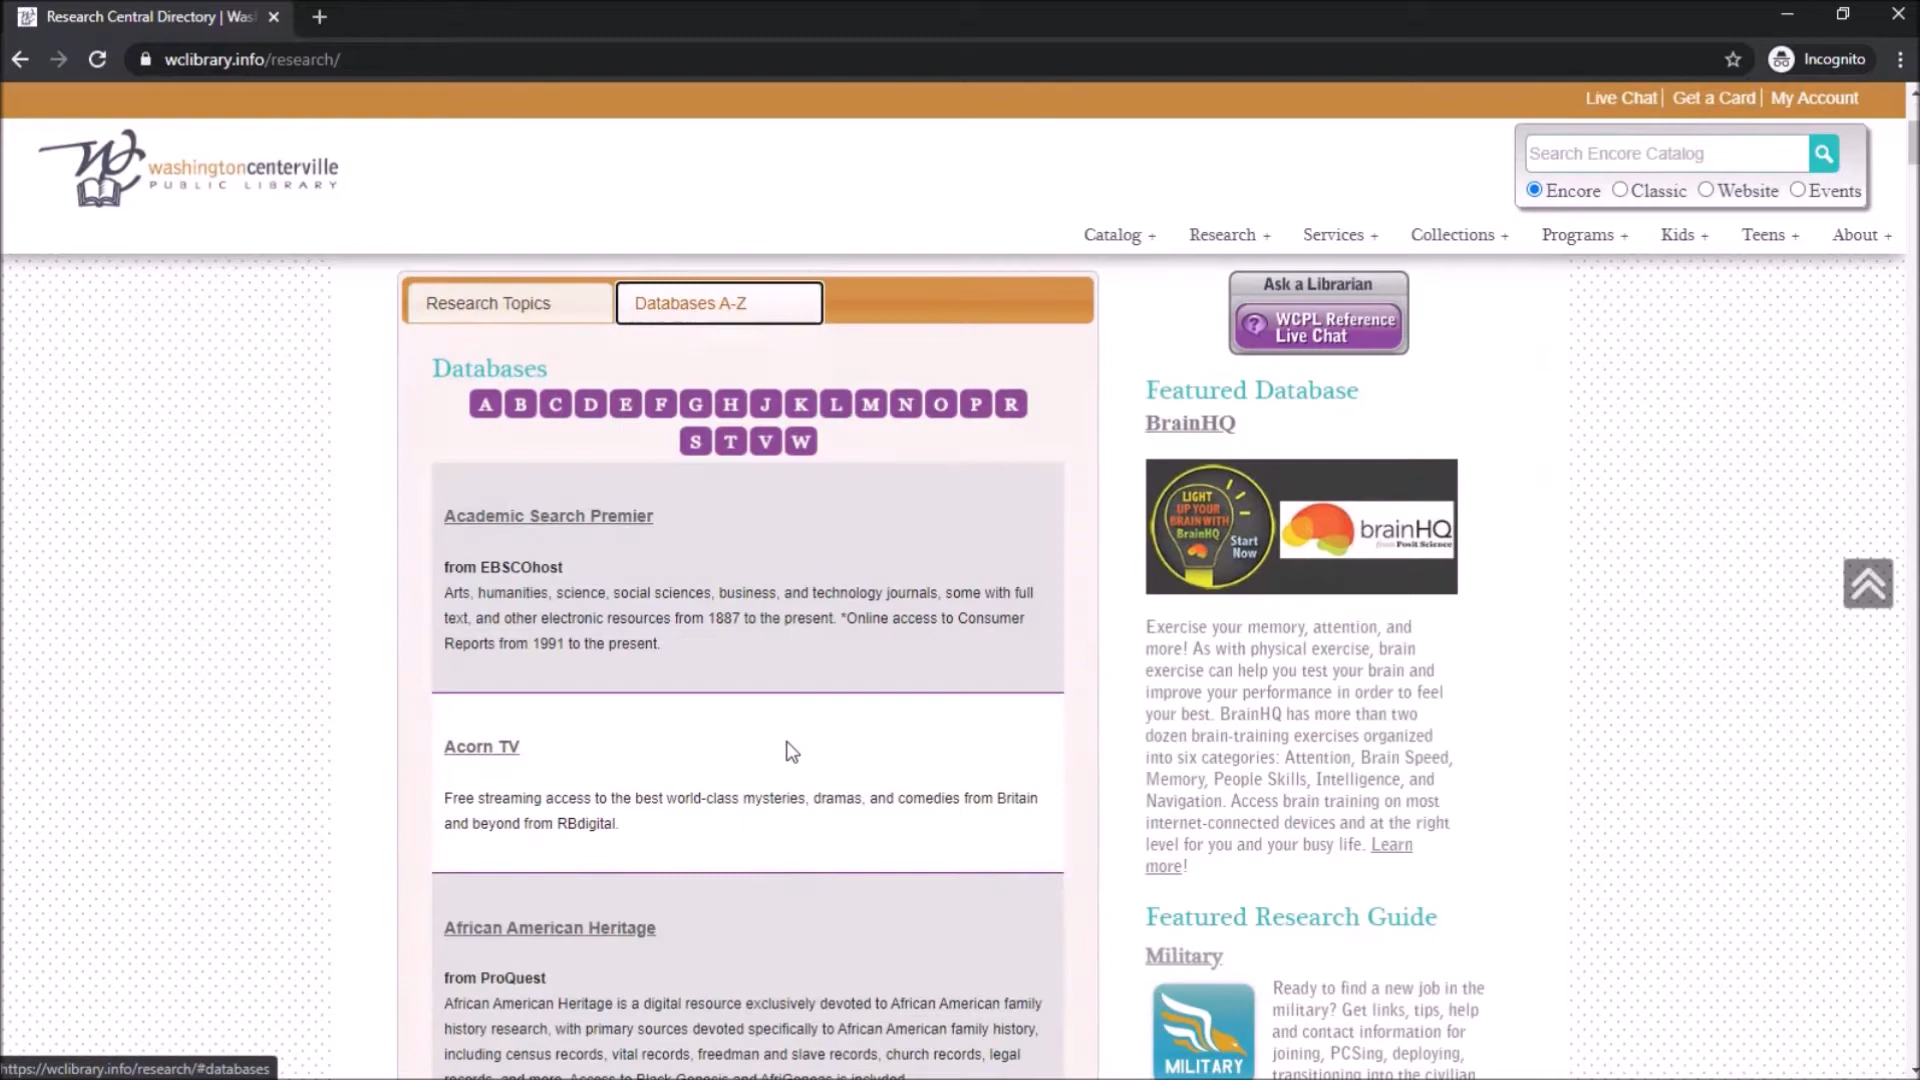 Research Central Directory | Was
wclibrary.info/research/
Incognito
Live Chat | Get a Card | My Account
washingtoncenterville
PUBLIC LIBRARY
Search Encore Catalog
Encore Classic Website Events
Catalog + Research + Services + Collections + Programs + Kids + Teens + About +
Research Topics
Databases A-Z
Databases
A B C D E F G H J K L M N O P R
S T V W
Academic Search Premier
from EBSCOhost
Arts, humanities, science, social sciences, business, and technology journals, some with full
text, and other electronic resources from 1887 to the present. *Online access to Consumer
Reports from 1991 to the present.
Acorn TV
Free streaming access to the best world-class mysteries, dramas, and comedies from Britain
and beyond from RBdigital.
African American Heritage
from ProQuest
African American Heritage is a digital resource exclusively devoted to African American family
history research, with primary sources devoted specifically to African American family history,
including census records, vital records, freedman and slave records, church records, legal
records, and more. Access to Black Genesis and AfriGeneas is included.
Ask a Librarian
? WCPL Reference
Live Chat
Featured Database
BrainHQ
LIGHT
UP YOUR
BRAIN WITH
BrainHQ
Start
Now
brainHQ
from Posit Science
Exercise your memory, attention, and
more! As with physical exercise, brain
exercise can help you test your brain and
improve your performance in order to feel
your best. BrainHQ has more than two
dozen brain-training exercises organized
into six categories: Attention, Brain Speed,
Memory, People Skills, Intelligence, and
Navigation. Access brain training on most
internet-connected devices and at the right
level for you and your busy life. Learn
more!
Featured Research Guide
Military
MILITARY
Ready to find a new job in the
military? Get links, tips, help
and contact information for
joining, PCSing, deploying,
transitioning into the civilian
https://wclibrary.info/research/#databases